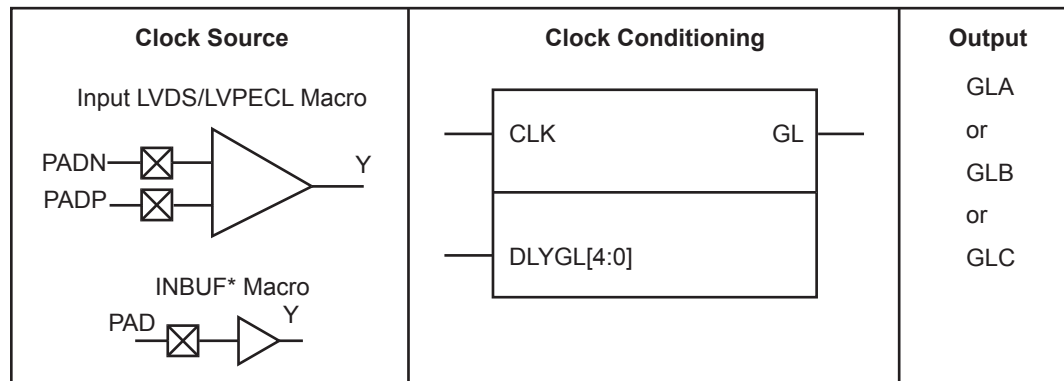 Clock Source
Input LVDS/LVPECL Macro
PADN
Y
PADP
INBUF* Macro
PAD
Y
Clock Conditioning
CLK
GL
DLYGL[4:0]
Output
GLA
or
GLB
or
GLC